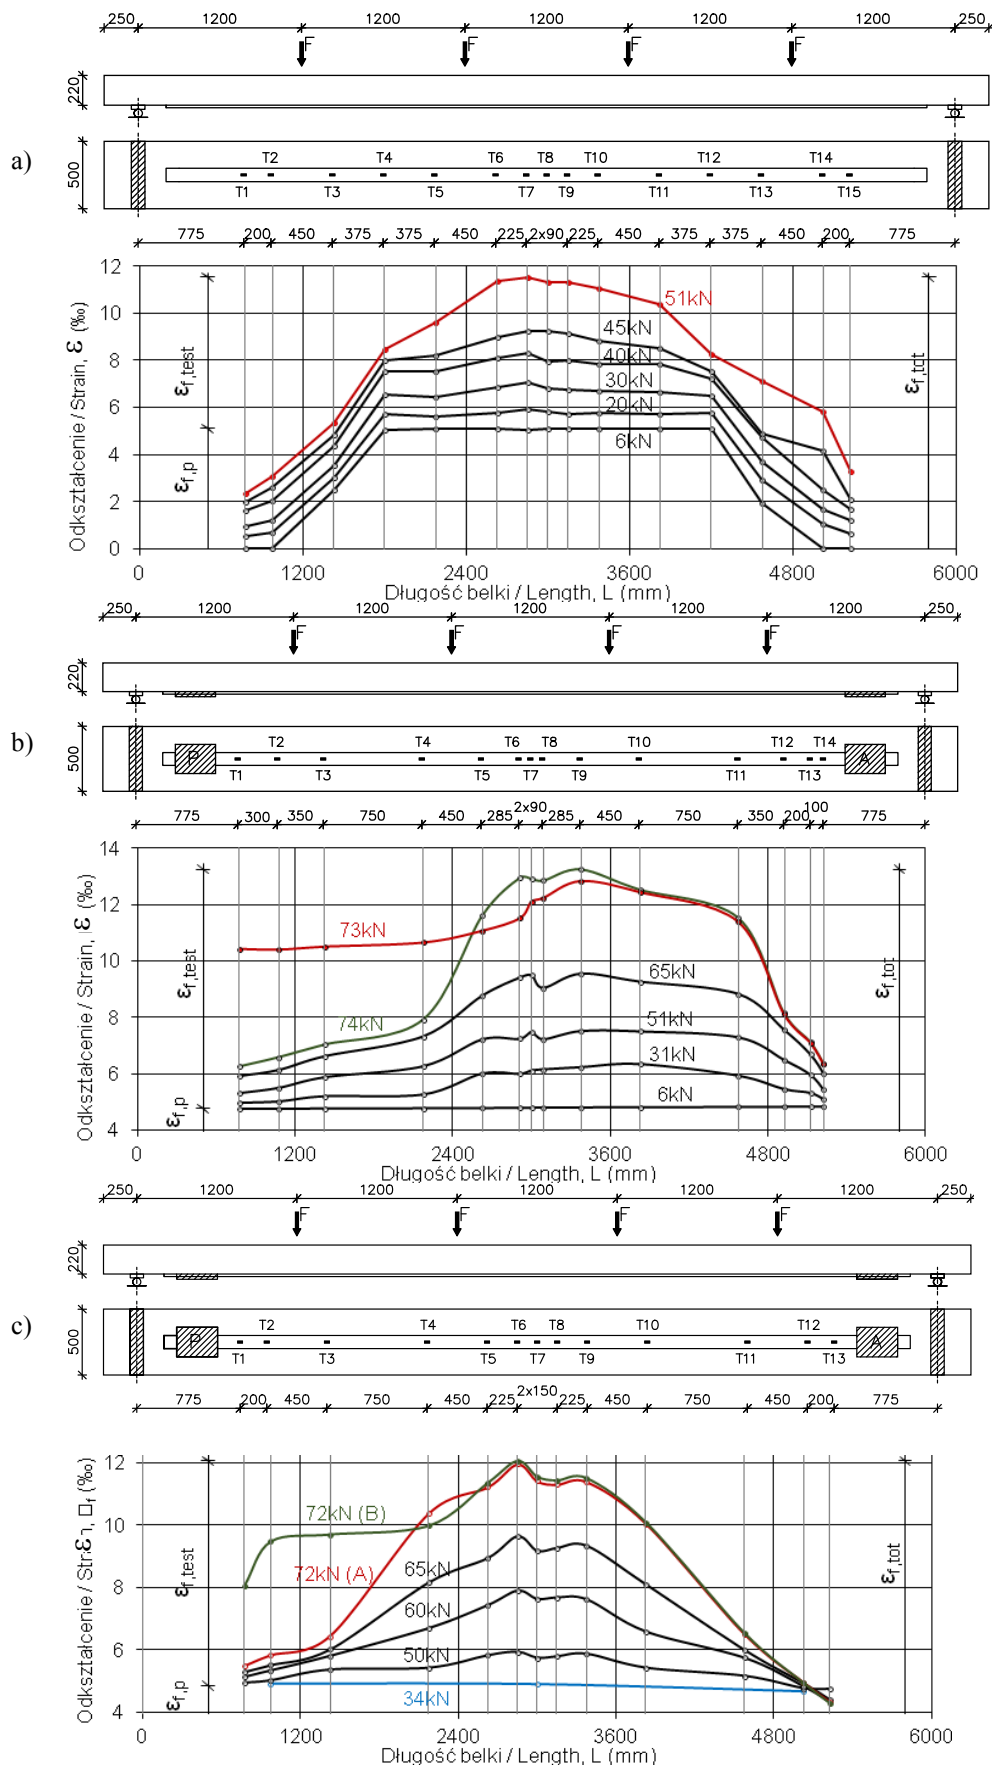 250 1200 1200 1200 1200 1200 250
F F F F
220
a)
500
T2 T4 T6 T8 T10 T12 T14
T1 T3 T5 T7 T9 T11 T13 T15
775 200 450 375 375 450 225 2x90 225 450 375 375 450 200 775
Odkształcenie / Strain, ε (‰)
12
10
8
6
4
2
0
εf,test
εf,p
εf,tot
51kN
45kN
40kN
30kN
20kN
6kN
0 1200 2400 3600 4800 6000
Długość belki / Length, L (mm)
250 1200 1200 1200 1200 1200 250
F F F F
220
b)
500
T2 T4 T6 T8 T10 T12 T14
P A
T1 T3 T5 T7 T9 T11 T13
775 300 350 750 450 285 2x90 285 450 750 350 200 100 775
Odkształcenie / Strain, ε (‰)
14
12
10
8
6
4
εf,test
εf,p
εf,tot
73kN
74kN
65kN
51kN
31kN
6kN
0 1200 2400 3600 4800 6000
Długość belki / Length, L (mm)
250 1200 1200 1200 1200 1200 250
F F F F
220
c)
500
T2 T4 T6 T8 T10 T12
P A
T1 T3 T5 T7 T9 T11 T13
775 200 450 750 450 225 2x150 225 450 750 450 200 775
Odkształcenie / Str
(‰)
12
10
8
6
4
εf,test
εf,p
εf,tot
72kN (B)
72kN (A)
65kN
60kN
50kN
34kN
0 1200 2400 3600 4800 6000
Długość belki / Length, L (mm)